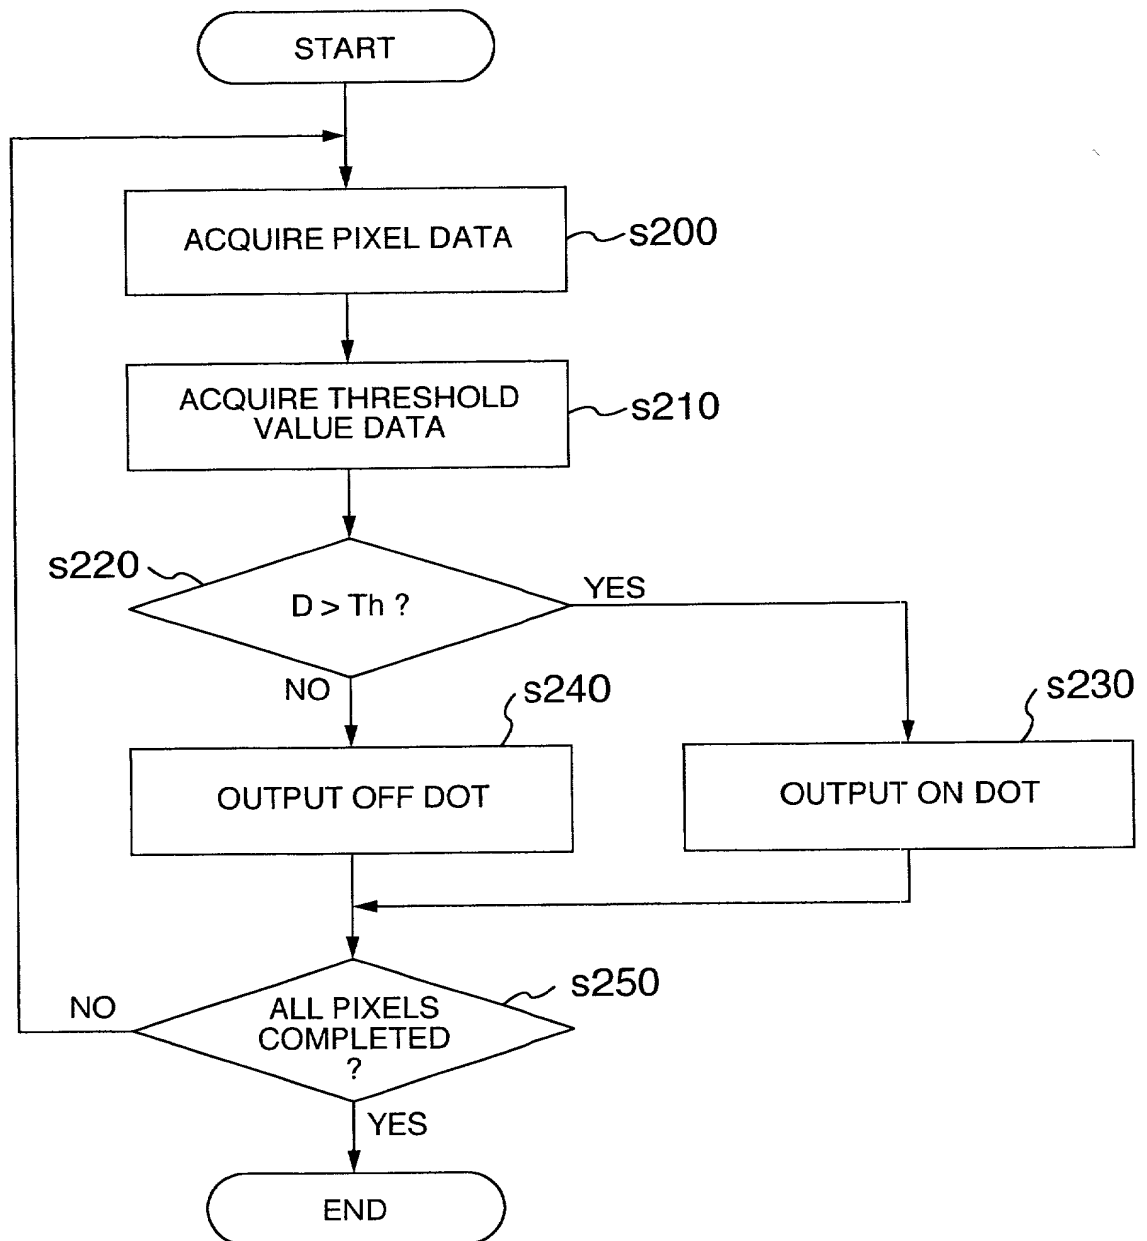 START
ACQUIRE PIXEL DATA
s200
ACQUIRE THRESHOLD
VALUE DATA
s210
s220
D > Th ?
YES
NO
s240
s230
OUTPUT OFF DOT
OUTPUT ON DOT
NO
ALL PIXELS
COMPLETED
?
s250
YES
END